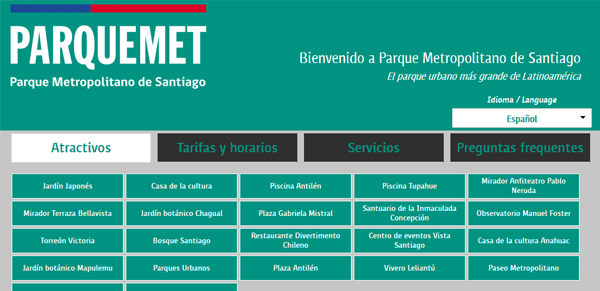 PARQUEMET
Parque Metropolitano de Santiago
Bienvenido a Parque Metropolitano de Santiago
El parque urbano más grande de Latinoamérica
Idioma / Language
Español
Atractivos
Tarifas y horarios
Servicios
Preguntas frequentes
Jardín Japonés
Casa de la cultura
Piscina Antilén
Piscina Tupahue
Mirador Anfiteatro Pablo
Neruda
Mirador Terraza Bellavista
Jardín botánico Chagual
Plaza Gabriela Mistral
Santuario de la Inmaculada
Concepción
Observatorio Manuel Foster
Torreón Victoria
Bosque Santiago
Restaurante Divertimento
Chileno
Centro de eventos Vista
Santiago
Casa de la cultura Anahuac
Jardín botánico Mapulemu
Parques Urbanos
Plaza Antilén
Vivero Leliantú
Paseo Metropolitano